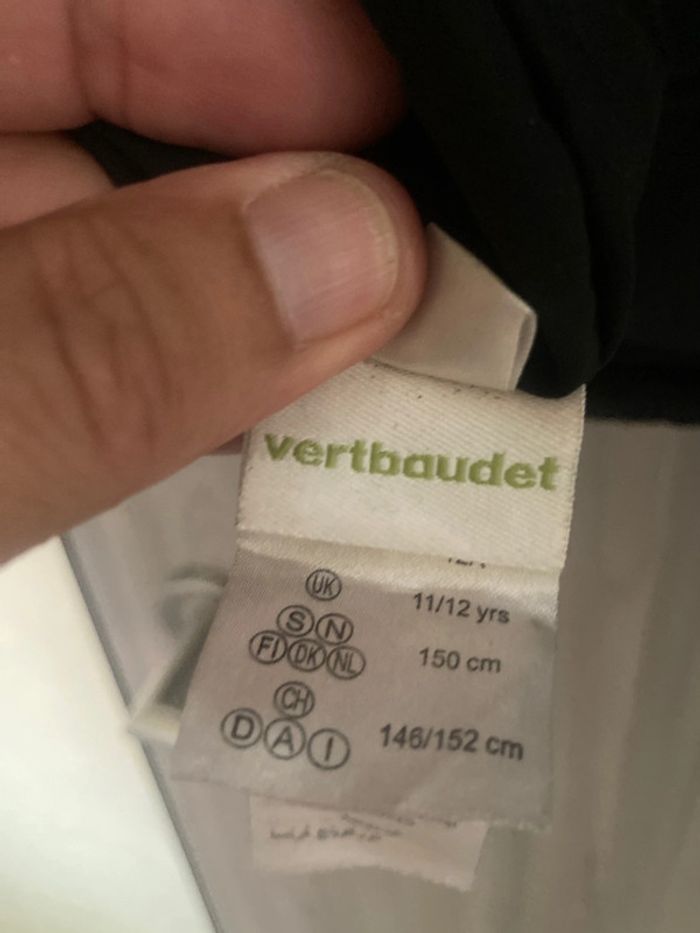 vertbaudet
UK 11/12 yrs
S N
FI DK NL 150 cm
CH
D A I 146/152 cm